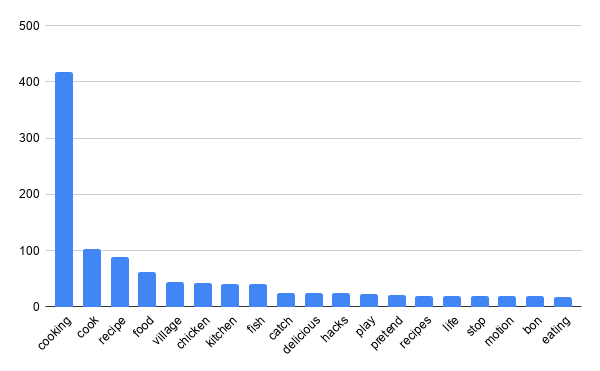 500
400
300
200
100
0
cooking
cook
recipe
food
village
chicken
kitchen
fish
catch
delicious
hacks
play
pretend
recipes
life
stop
motion
bon
eating